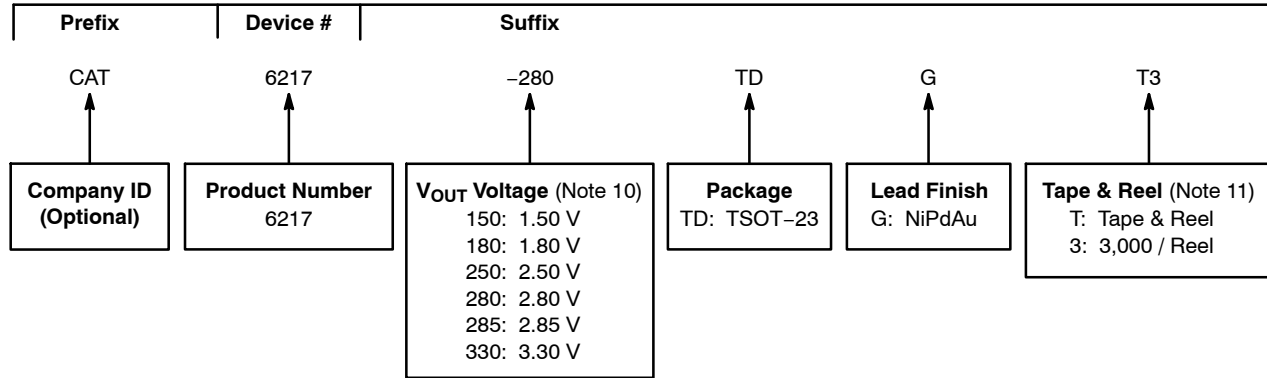 Prefix Device # Suffix
CAT 6217 −280 TD G T3
Company ID
(Optional)
Product Number
6217
VOUT Voltage (Note 10)
150: 1.50 V
180: 1.80 V
250: 2.50 V
280: 2.80 V
285: 2.85 V
330: 3.30 V
Package
TD: TSOT−23
Lead Finish
G: NiPdAu
Tape & Reel (Note 11)
T: Tape & Reel
3: 3,000 / Reel